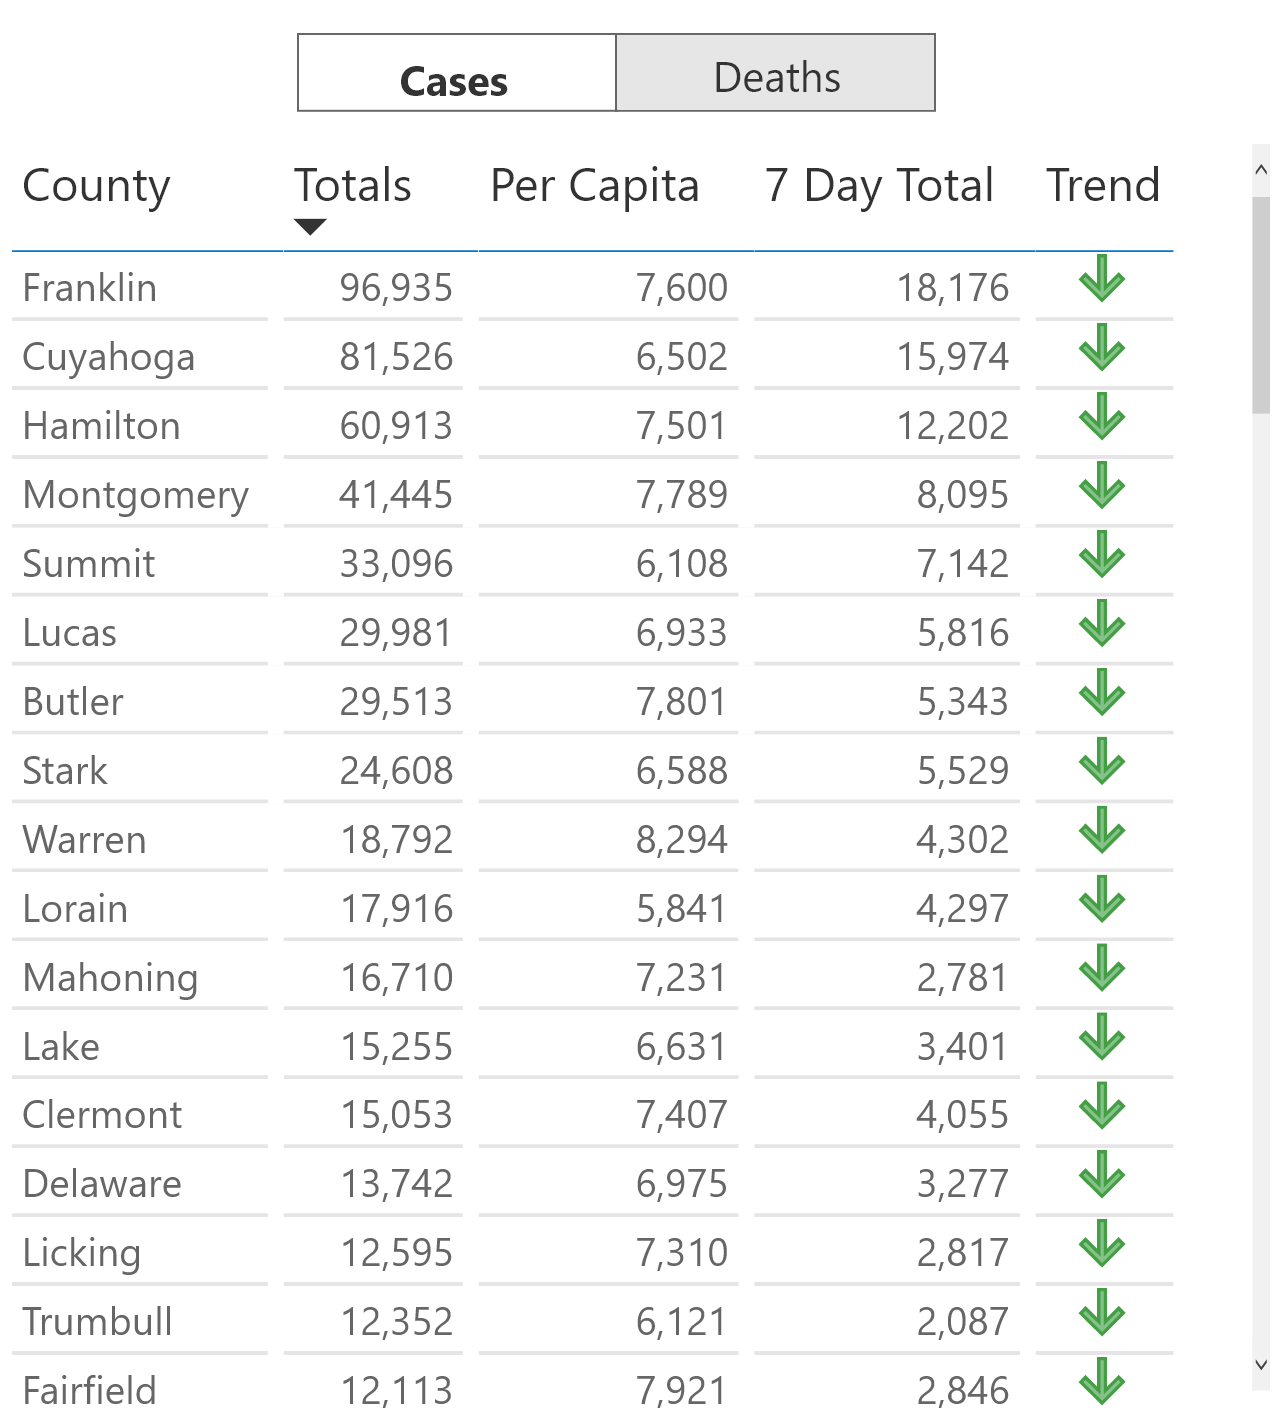 Cases Deaths
County Totals Per Capita 7 Day Total Trend
Franklin 96,935 7,600 18,176
Cuyahoga 81,526 6,502 15,974
Hamilton 60,913 7,501 12,202
Montgomery 41,445 7,789 8,095
Summit 33,096 6,108 7,142
Lucas 29,981 6,933 5,816
Butler 29,513 7,801 5,343
Stark 24,608 6,588 5,529
Warren 18,792 8,294 4,302
Lorain 17,916 5,841 4,297
Mahoning 16,710 7,231 2,781
Lake 15,255 6,631 3,401
Clermont 15,053 7,407 4,055
Delaware 13,742 6,975 3,277
Licking 12,595 7,310 2,817
Trumbull 12,352 6,121 2,087
Fairfield 12,113 7,921 2,846